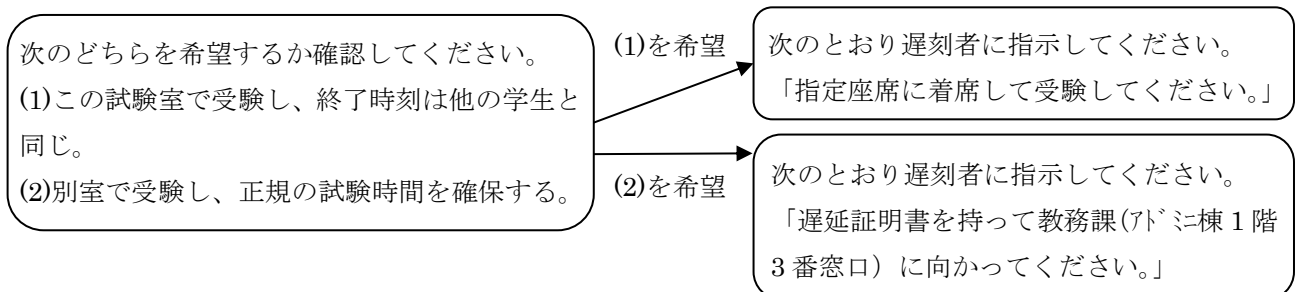 次のどちらを希望するか確認してください。
(1)この試験室で受験し、終了時刻は他の学生と
同じ。
(2)別室で受験し、正規の試験時間を確保する。
(1)を希望
次のとおり遅刻者に指示してください。
「指定座席に着席して受験してください。」
(2)を希望
次のとおり遅刻者に指示してください。
「遅延証明書を持って教務課(ｱﾄﾞﾐﾆ棟 1 階
3 番窓口）に向かってください。」